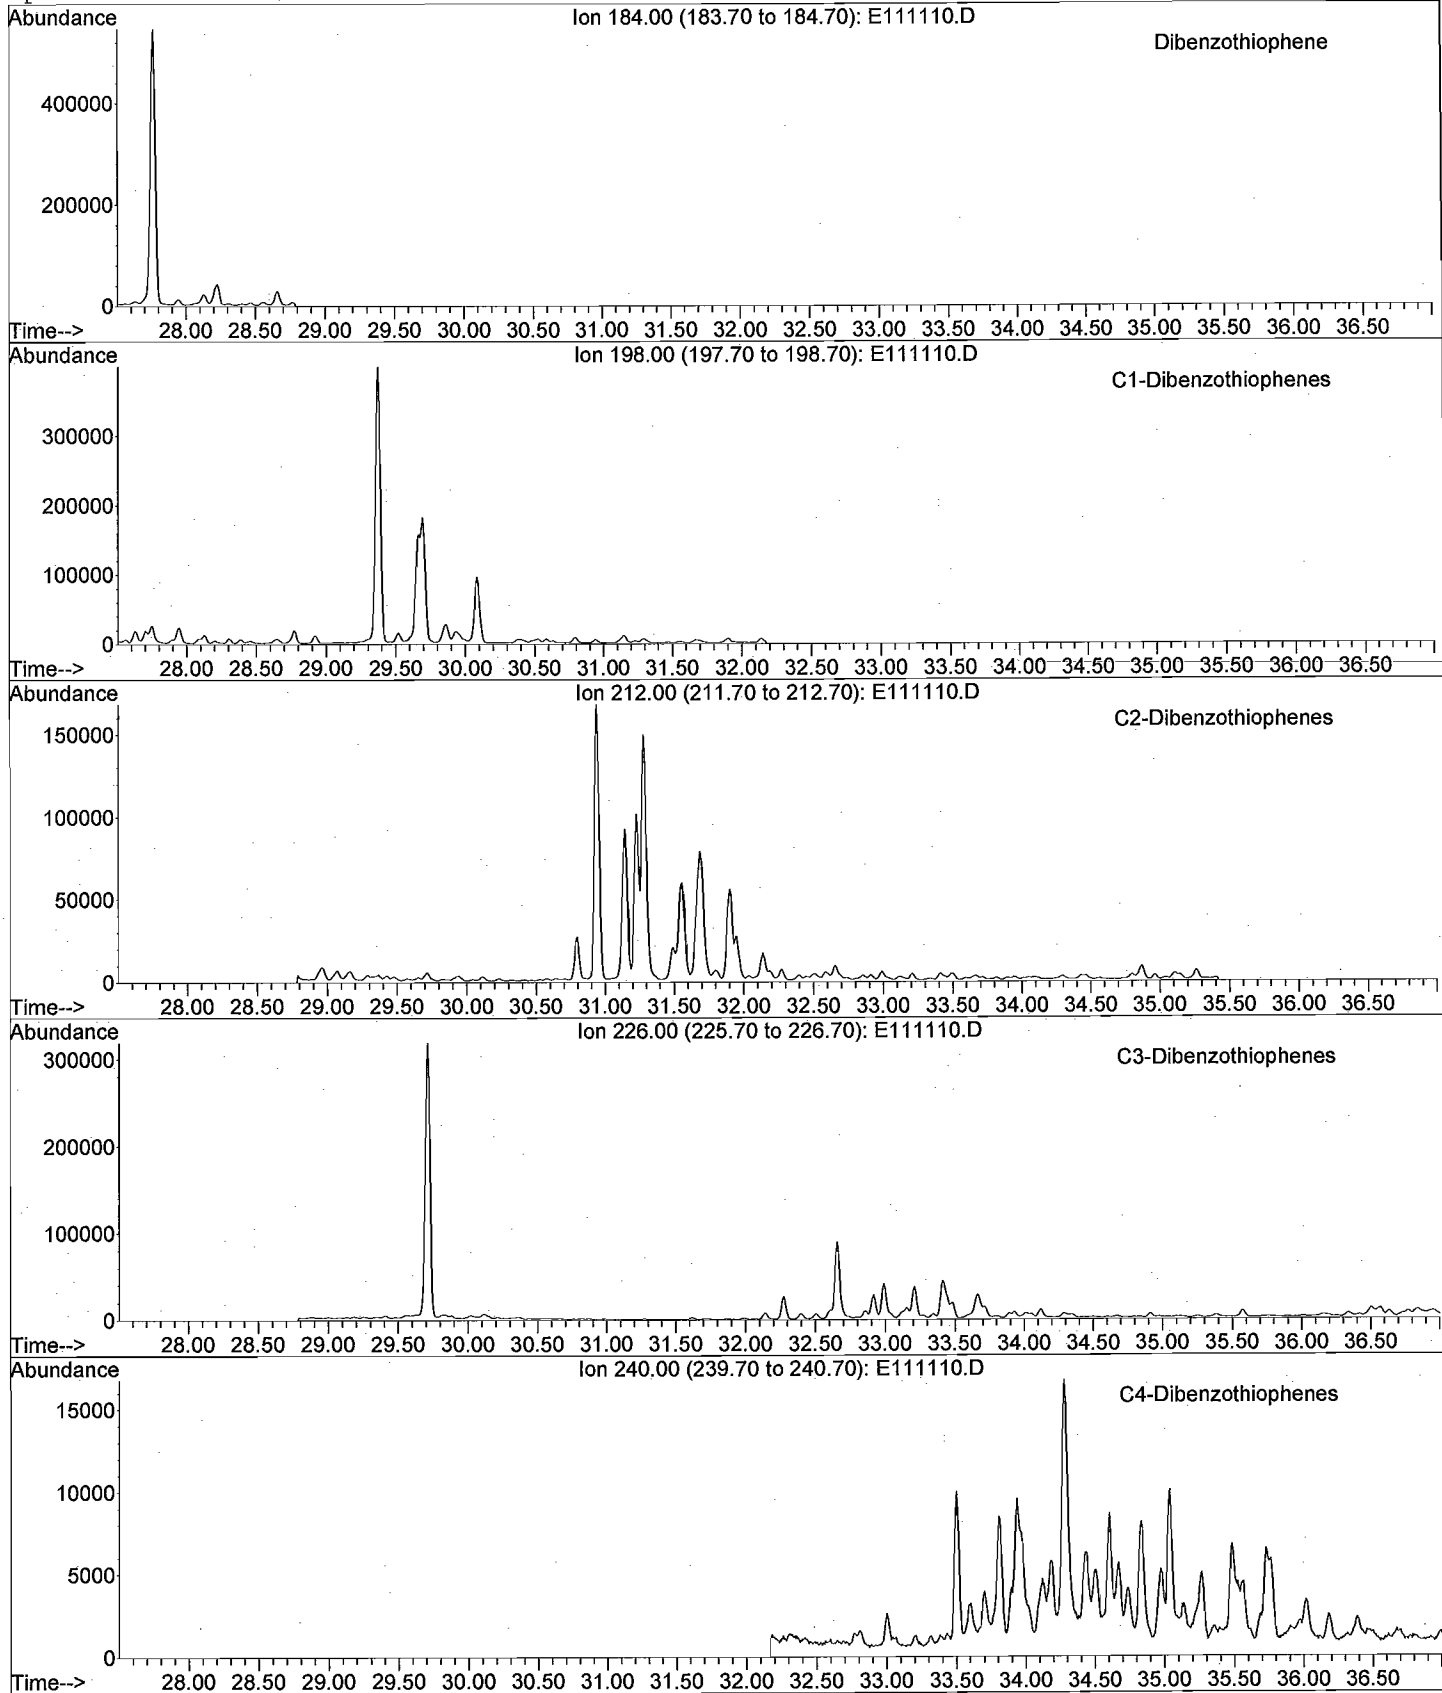 Abundance
Ion 184.00 (183.70 to 184.70): E111110.D
Dibenzothiophene
400000
200000
0
Time--> 28.00 28.50 29.00 29.50 30.00 30.50 31.00 31.50 32.00 32.50 33.00 33.50 34.00 34.50 35.00 35.50 36.00 36.50
Abundance
Ion 198.00 (197.70 to 198.70): E111110.D
C1-Dibenzothiophenes
300000
200000
100000
0
Time--> 28.00 28.50 29.00 29.50 30.00 30.50 31.00 31.50 32.00 32.50 33.00 33.50 34.00 34.50 35.00 35.50 36.00 36.50
Abundance
Ion 212.00 (211.70 to 212.70): E111110.D
C2-Dibenzothiophenes
150000
100000
50000
0
Time--> 28.00 28.50 29.00 29.50 30.00 30.50 31.00 31.50 32.00 32.50 33.00 33.50 34.00 34.50 35.00 35.50 36.00 36.50
Abundance
Ion 226.00 (225.70 to 226.70): E111110.D
C3-Dibenzothiophenes
300000
200000
100000
0
Time--> 28.00 28.50 29.00 29.50 30.00 30.50 31.00 31.50 32.00 32.50 33.00 33.50 34.00 34.50 35.00 35.50 36.00 36.50
Abundance
Ion 240.00 (239.70 to 240.70): E111110.D
C4-Dibenzothiophenes
15000
10000
5000
0
Time--> 28.00 28.50 29.00 29.50 30.00 30.50 31.00 31.50 32.00 32.50 33.00 33.50 34.00 34.50 35.00 35.50 36.00 36.50